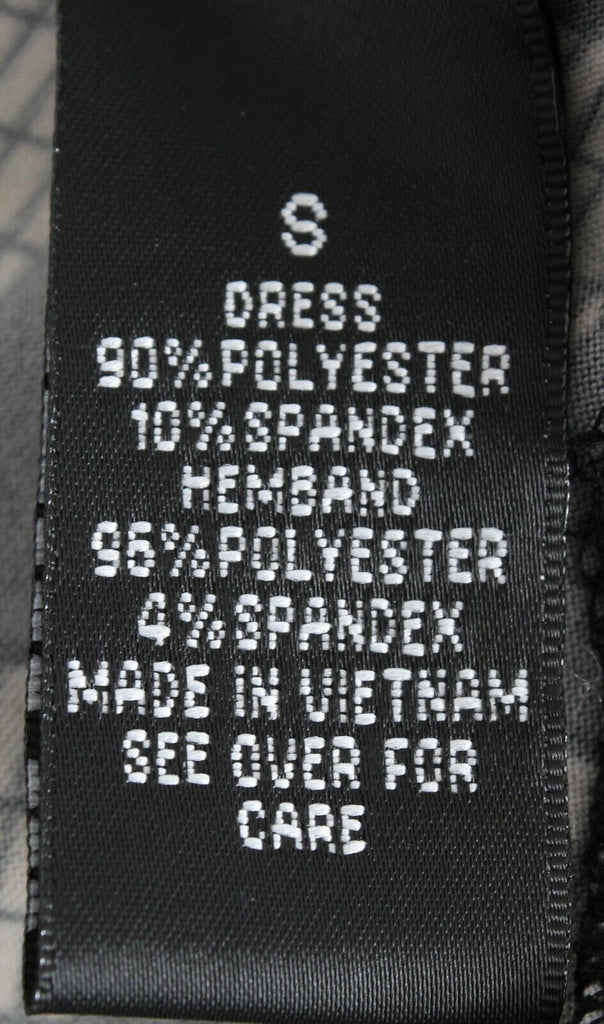 S
DRESS
90% POLYESTER
10% SPANDEX
HEMBAND
96% POLYESTER
4% SPANDEX
MADE IN VIETNAM
SEE OVER FOR
CARE